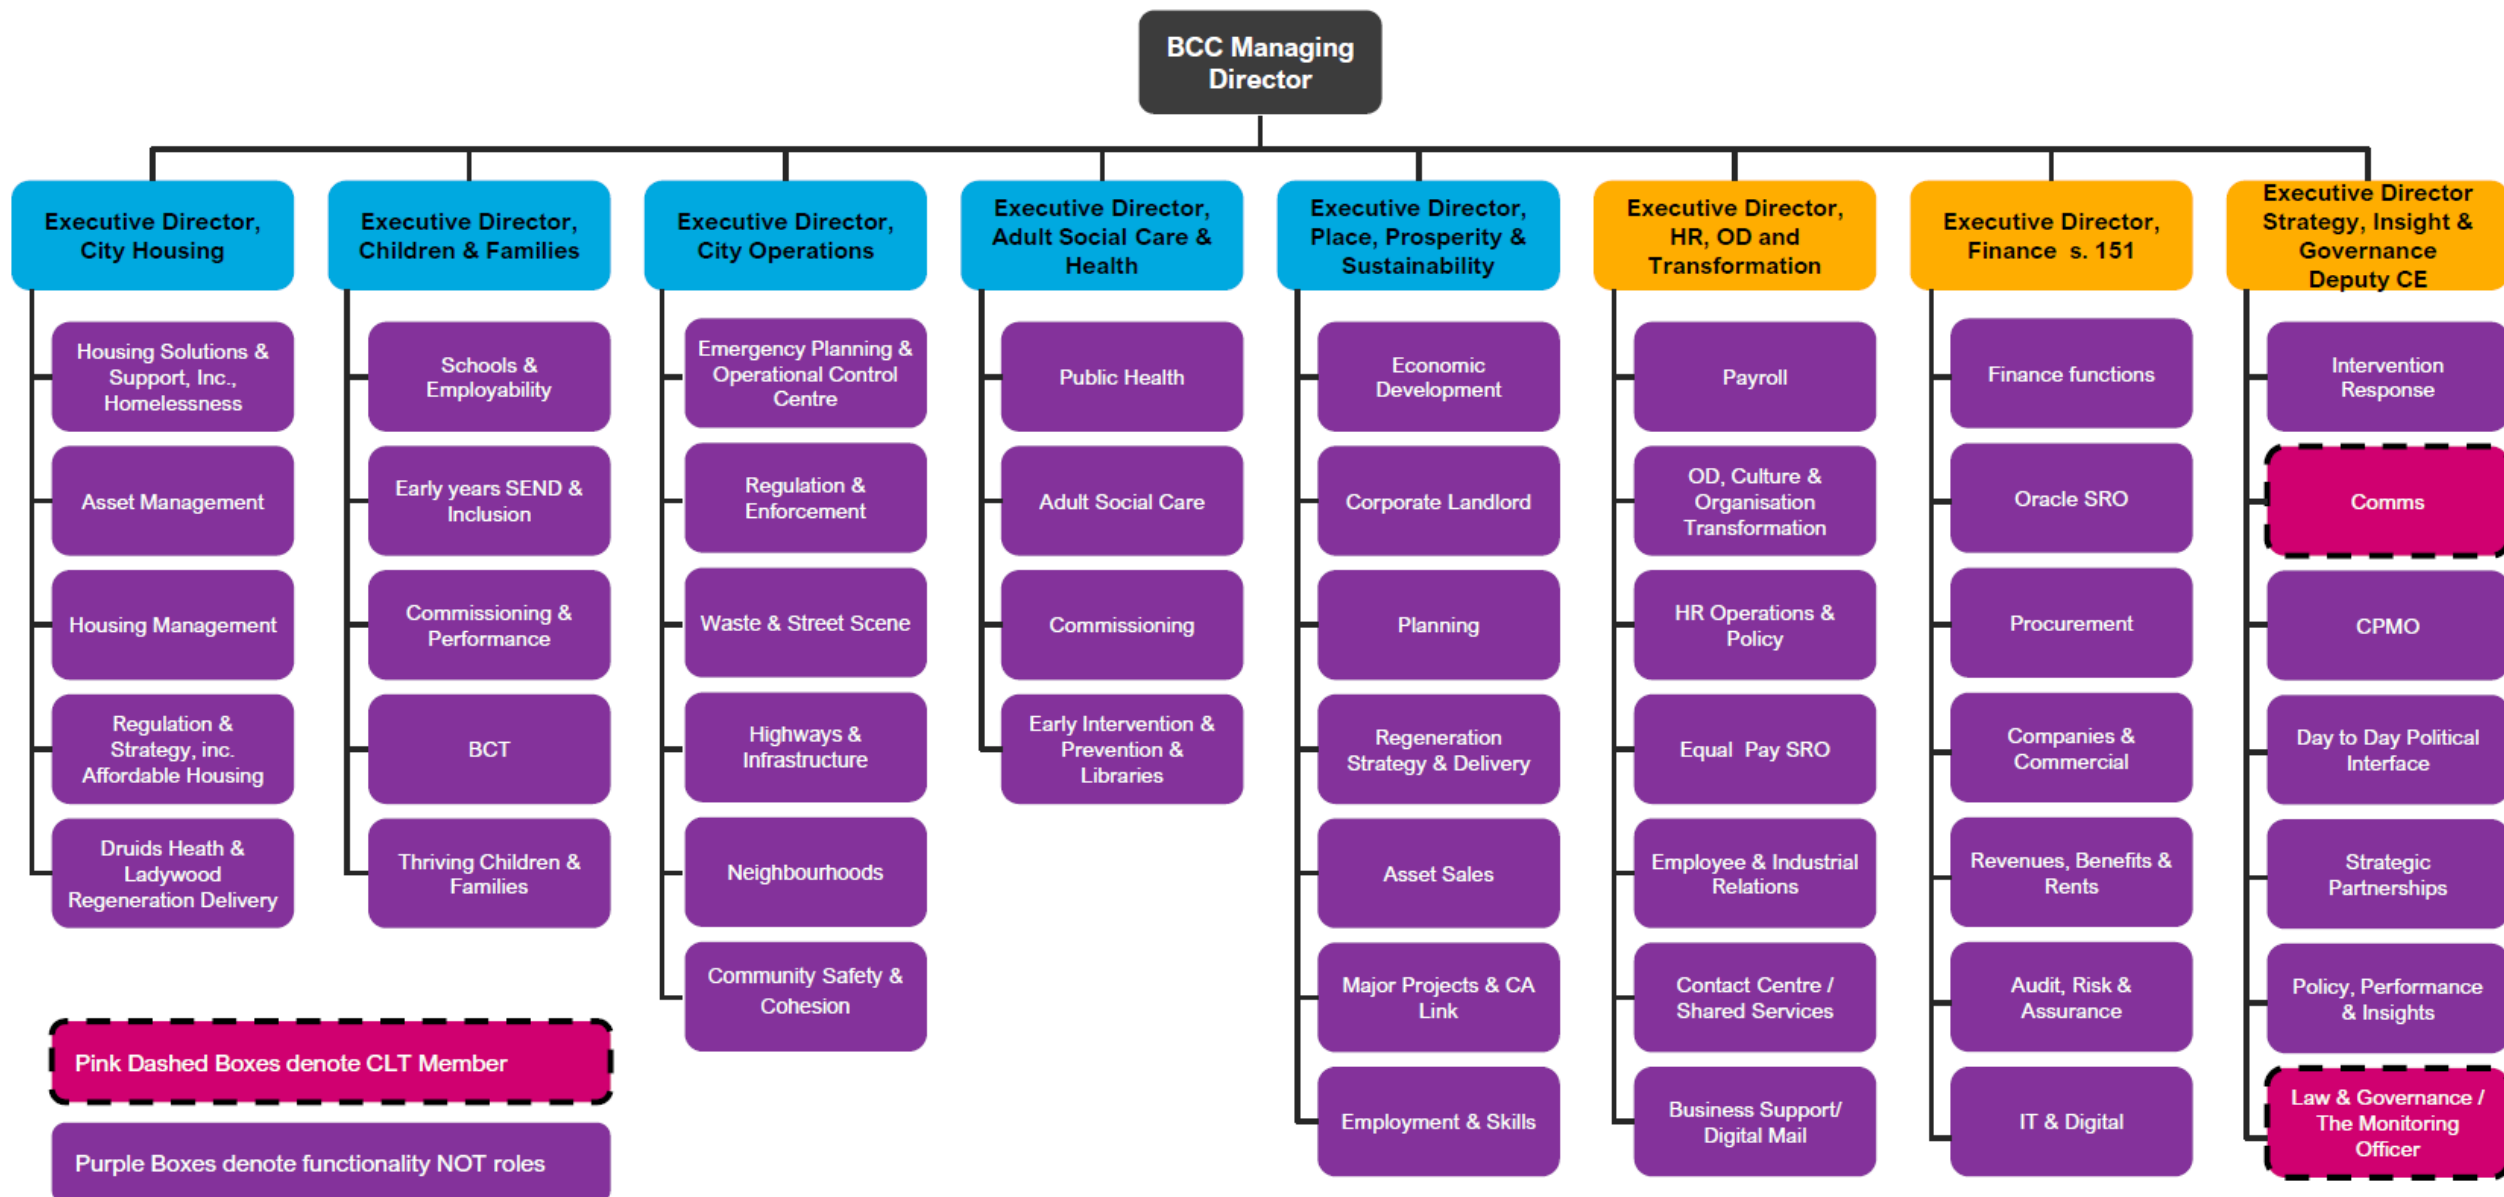 BCC Managing
Director
Executive Director,
City Housing
Housing Solutions &
Support, Inc.,
Homelessness
Asset Management
Housing Management
Regulation &
Strategy, inc.
Affordable Housing
Druids Heath &
Ladywood
Regeneration Delivery
Executive Director,
Children & Families
Schools &
Employability
Early years SEND &
Inclusion
Commissioning &
Performance
BCT
Thriving Children &
Families
Executive Director,
City Operations
Emergency Planning &
Operational Control
Centre
Regulation &
Enforcement
Waste & Street Scene
Highways &
Infrastructure
Neighbourhoods
Community Safety &
Cohesion
Executive Director,
Adult Social Care &
Health
Public Health
Adult Social Care
Commissioning
Early Intervention &
Prevention &
Libraries
Executive Director,
Place, Prosperity &
Sustainability
Economic
Development
Corporate Landlord
Planning
Regeneration
Strategy & Delivery
Asset Sales
Major Projects & CA
Link
Employment & Skills
Executive Director,
HR, OD and
Transformation
Payroll
OD, Culture &
Organisation
Transformation
HR Operations &
Policy
Equal Pay SRO
Employee & Industrial
Relations
Contact Centre /
Shared Services
Business Support/
Digital Mail
Executive Director,
Finance s. 151
Finance functions
Oracle SRO
Procurement
Companies &
Commercial
Revenues, Benefits &
Rents
Audit, Risk &
Assurance
IT & Digital
Executive Director
Strategy, Insight &
Governance
Deputy CE
Intervention
Response
Comms
CPMO
Day to Day Political
Interface
Strategic
Partnerships
Policy, Performance
& Insights
Law & Governance /
The Monitoring
Officer
Pink Dashed Boxes denote CLT Member
Purple Boxes denote functionality NOT roles